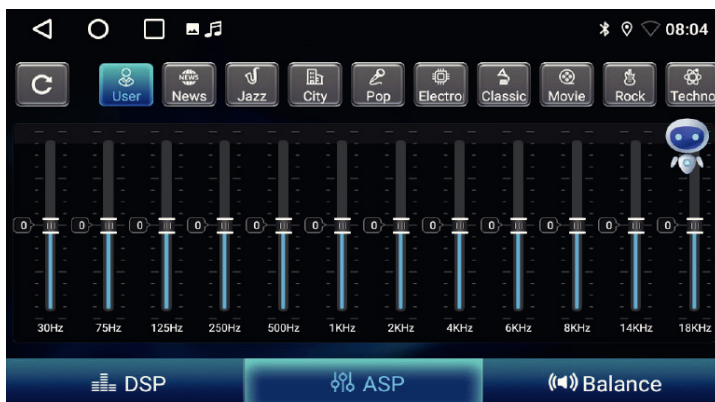 08:04
NEWS
User News Jazz City Pop Electro Classic Movie Rock Techno
0 0 0 0 0 0 0 0 0 0 0 0
30Hz 75Hz 125Hz 250Hz 500Hz 1KHz 2KHz 4KHz 6KHz 8KHz 14KHz 18KHz
DSP ASP Balance